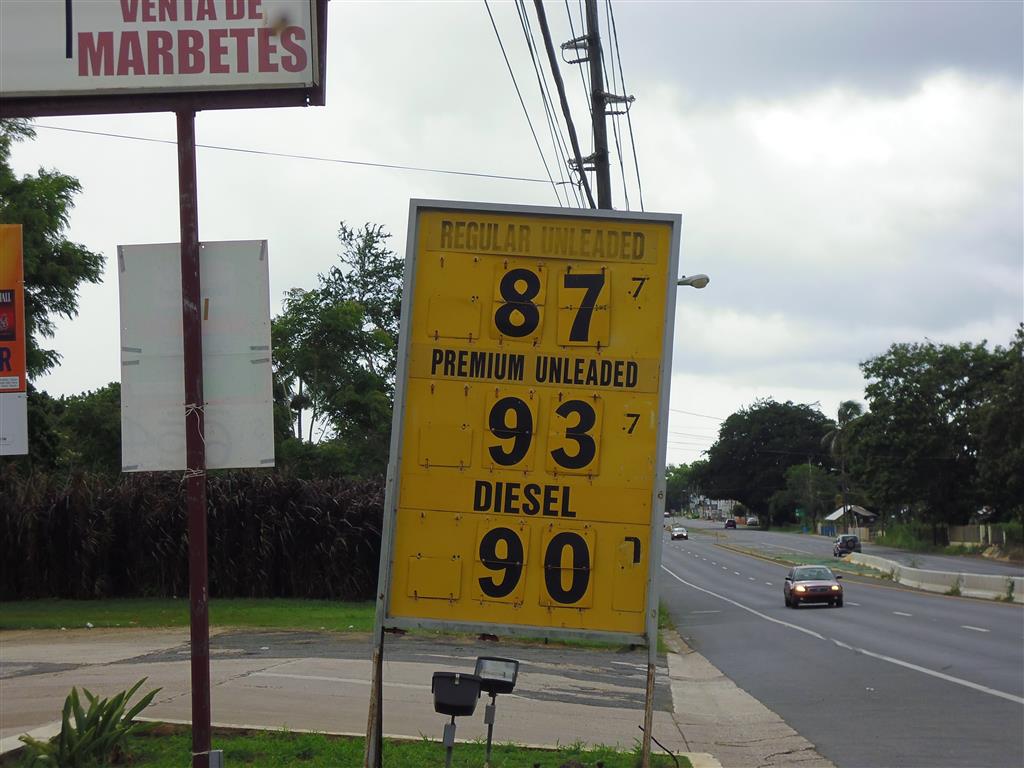 VENTA DE
MARBETES
REGULAR UNLEADED
87.7
PREMIUM UNLEADED
93.7
DIESEL
90
R